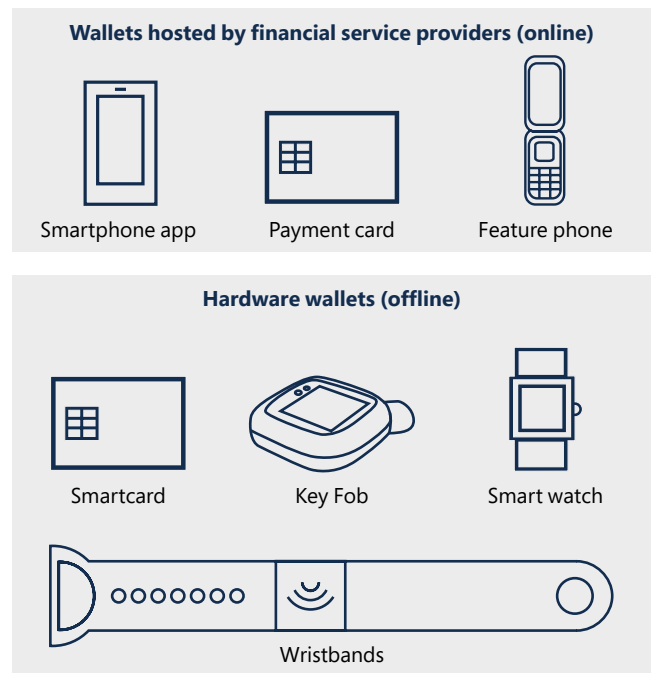 Wallets hosted by financial service providers (online)
Smartphone app
Payment card
Feature phone
Hardware wallets (offline)
Smartcard
Key Fob
Smart watch
Wristbands